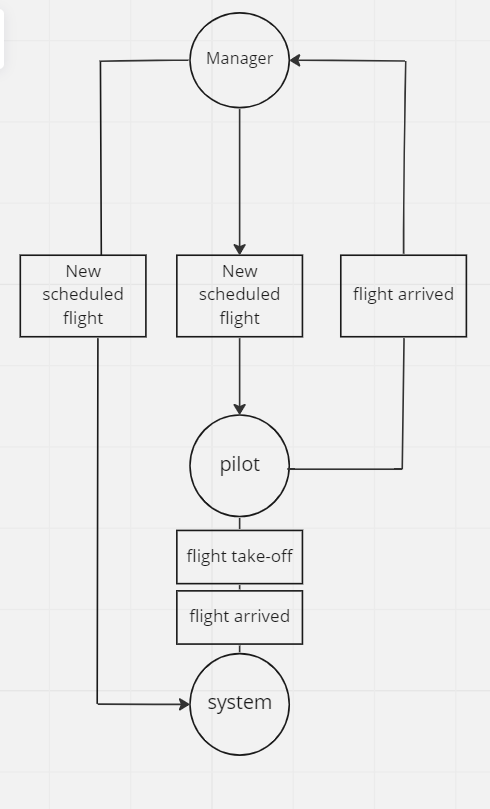 Manager
New
scheduled
flight
New
scheduled
flight
flight arrived
pilot
flight take-off
flight arrived
system